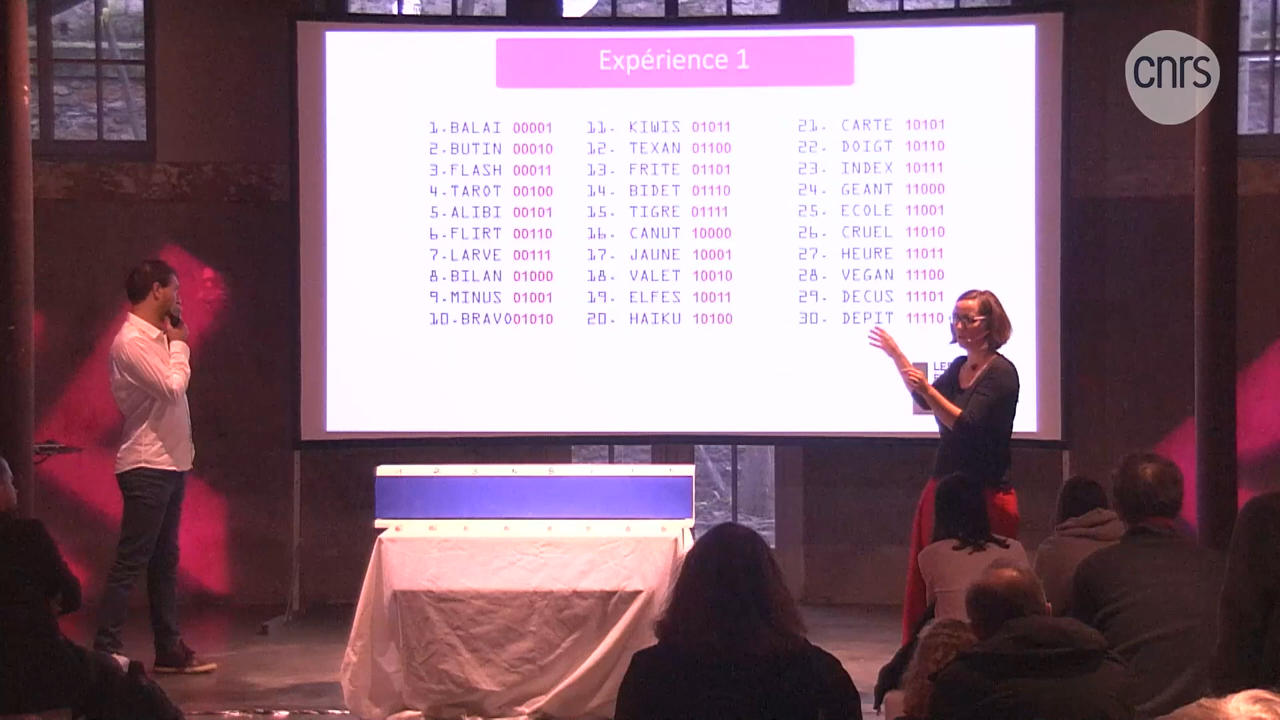 cnrs
Expérience 1
1.BALAI 00001
2.BUTIN 00010
3.FLASH 00011
4.TAROT 00100
5.ALIBI 00101
6.FLIRT 00110
7.LARVE 00111
8.BILAN 01000
9.MINUS 01001
10.BRAVO01010
11. KIWIS 01011
12. TEXAN 01100
13. FRITE 01101
14. BIDET 01110
15. TIGRE 01111
16. CANUT 10000
17. JAUNE 10001
18. VALET 10010
19. ELFES 10011
20. HAIKU 10100
21. CARTE 10101
22. DOIGT 10110
23. INDEX 10111
24. GEANT 11000
25. ECOLE 11001
26. CRUEL 11010
27. HEURE 11011
28. VEGAN 11100
29. DECUS 11101
30. DEPIT 11110